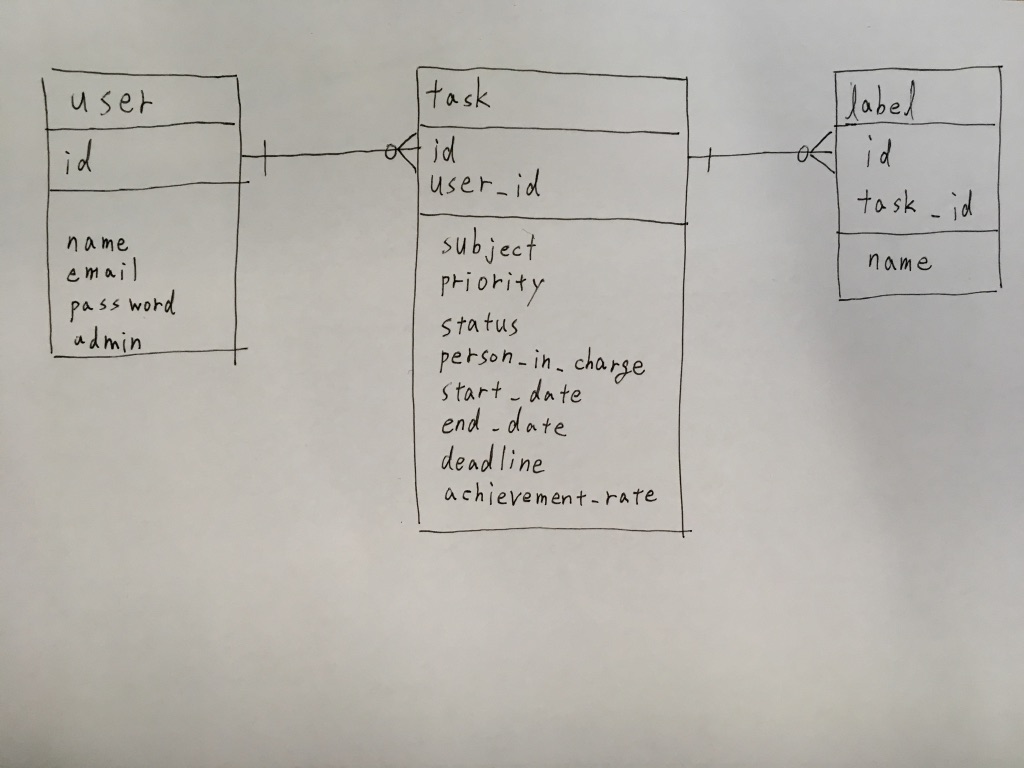 user
id
name
email
password
admin
task
id
user_id
subject
priority
status
person_in_charge
start_date
end_date
deadline
achievement_rate
label
id
task_id
name